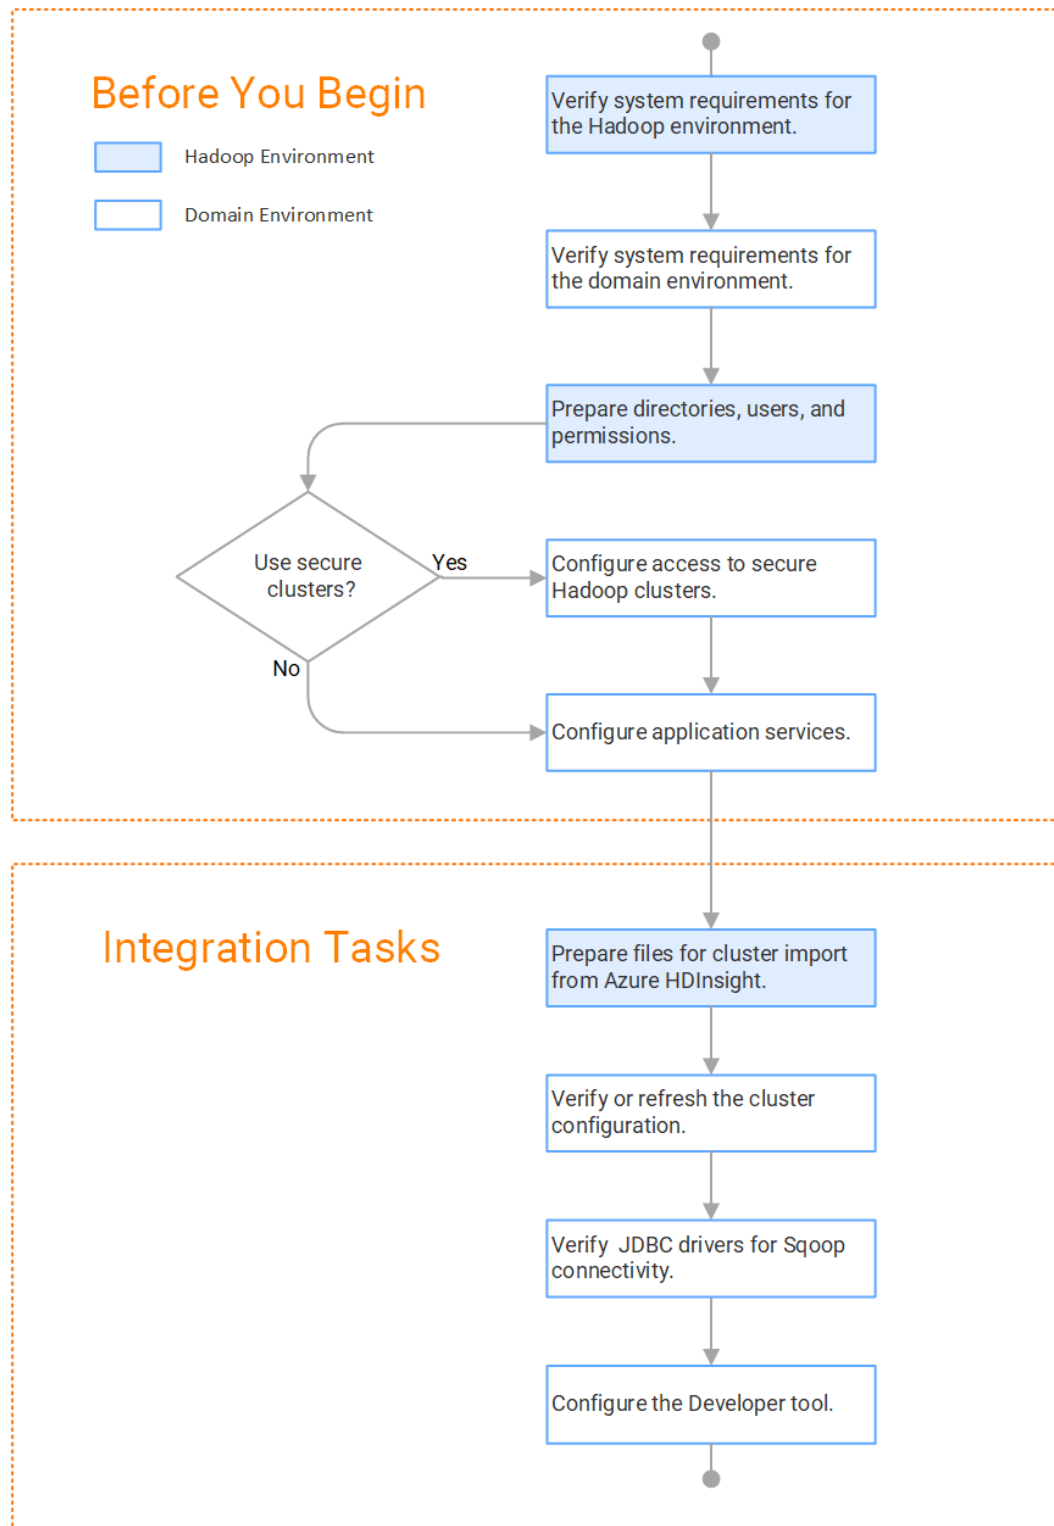 Before You Begin
Hadoop Environment
Domain Environment
Verify system requirements for
the Hadoop environment.
Verify system requirements for
the domain environment.
Prepare directories, users, and
permissions.
Use secure
clusters?
Yes
No
Configure access to secure
Hadoop clusters.
Configure application services.
Integration Tasks
Prepare files for cluster import
from Azure HDInsight.
Verify or refresh the cluster
configuration.
Verify  JDBC drivers for Sqoop
connectivity.
Configure the Developer tool.